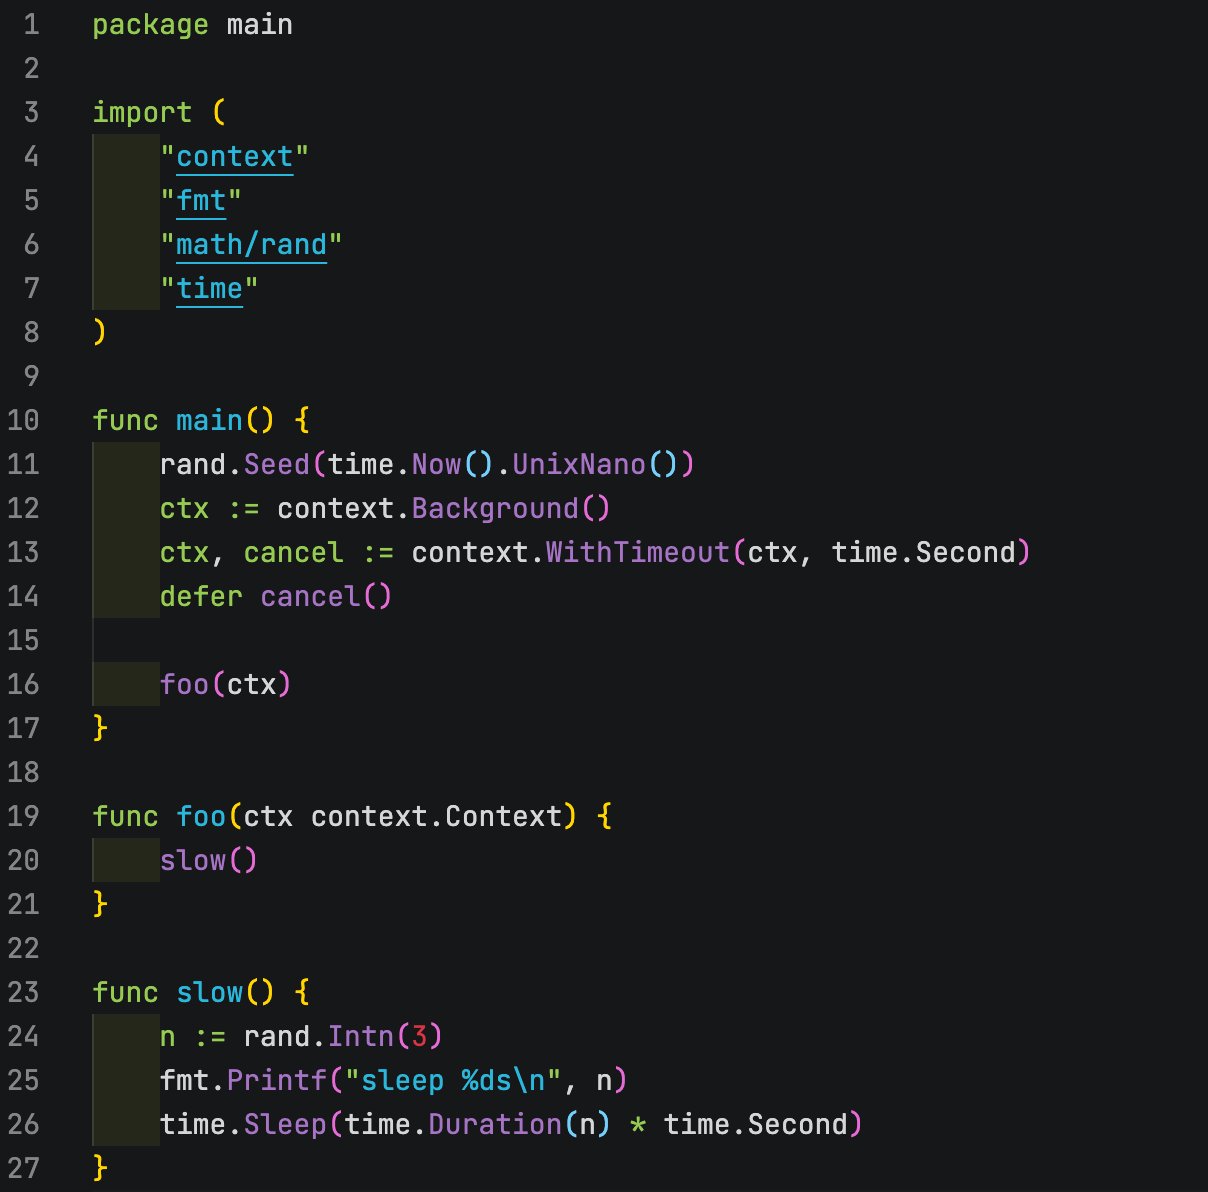 1 package main
2
3 import (
4 "context"
5 "fmt"
6 "math/rand"
7 "time"
8 )
9
10 func main() {
11 rand.Seed(time.Now().UnixNano())
12 ctx := context.Background()
13 ctx, cancel := context.WithTimeout(ctx, time.Second)
14 defer cancel()
15
16 foo(ctx)
17 }
18
19 func foo(ctx context.Context) {
20 slow()
21 }
22
23 func slow() {
24 n := rand.Intn(3)
25 fmt.Printf("sleep %ds\n", n)
26 time.Sleep(time.Duration(n) * time.Second)
27 }